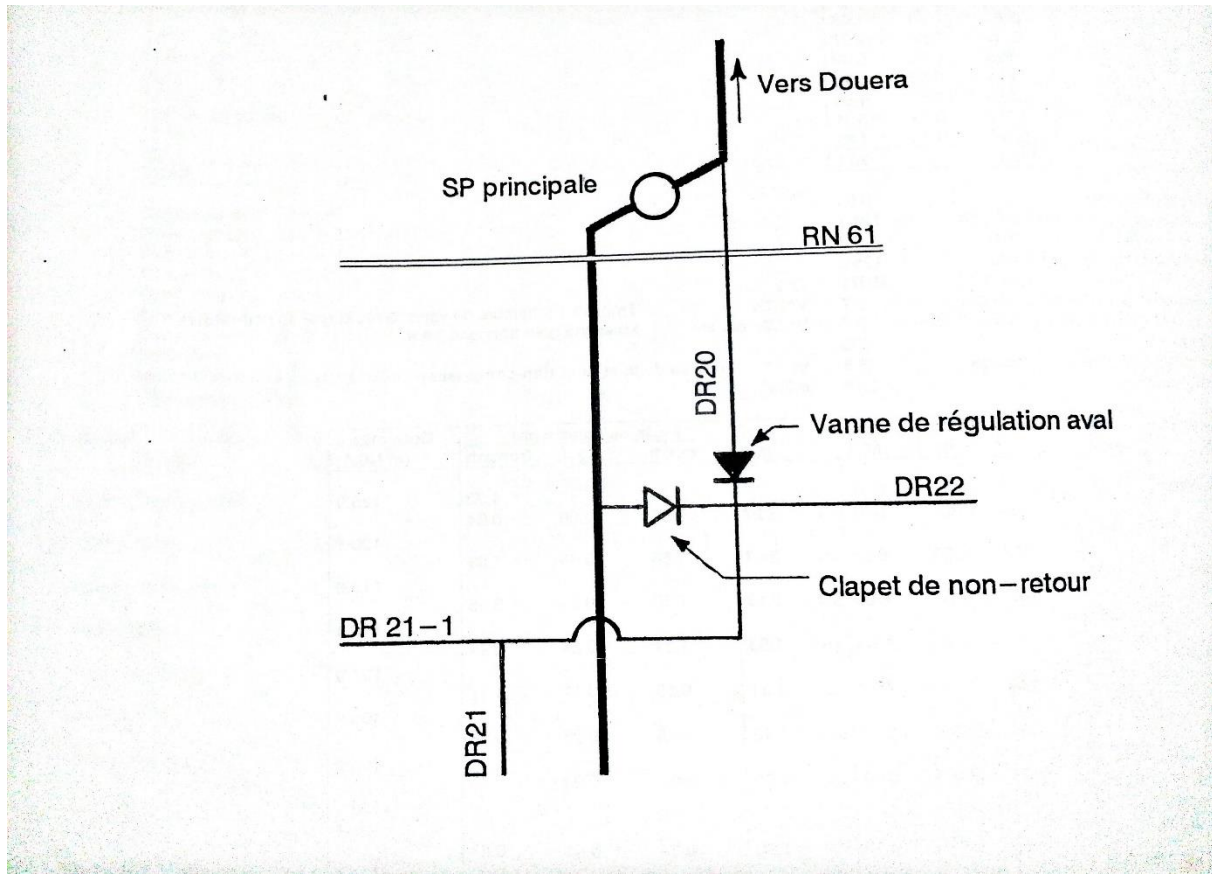 Vers Douera
SP principale
RN 61
DR20
Vanne de régulation aval
DR22
Clapet de non-retour
DR 21-1
DR21